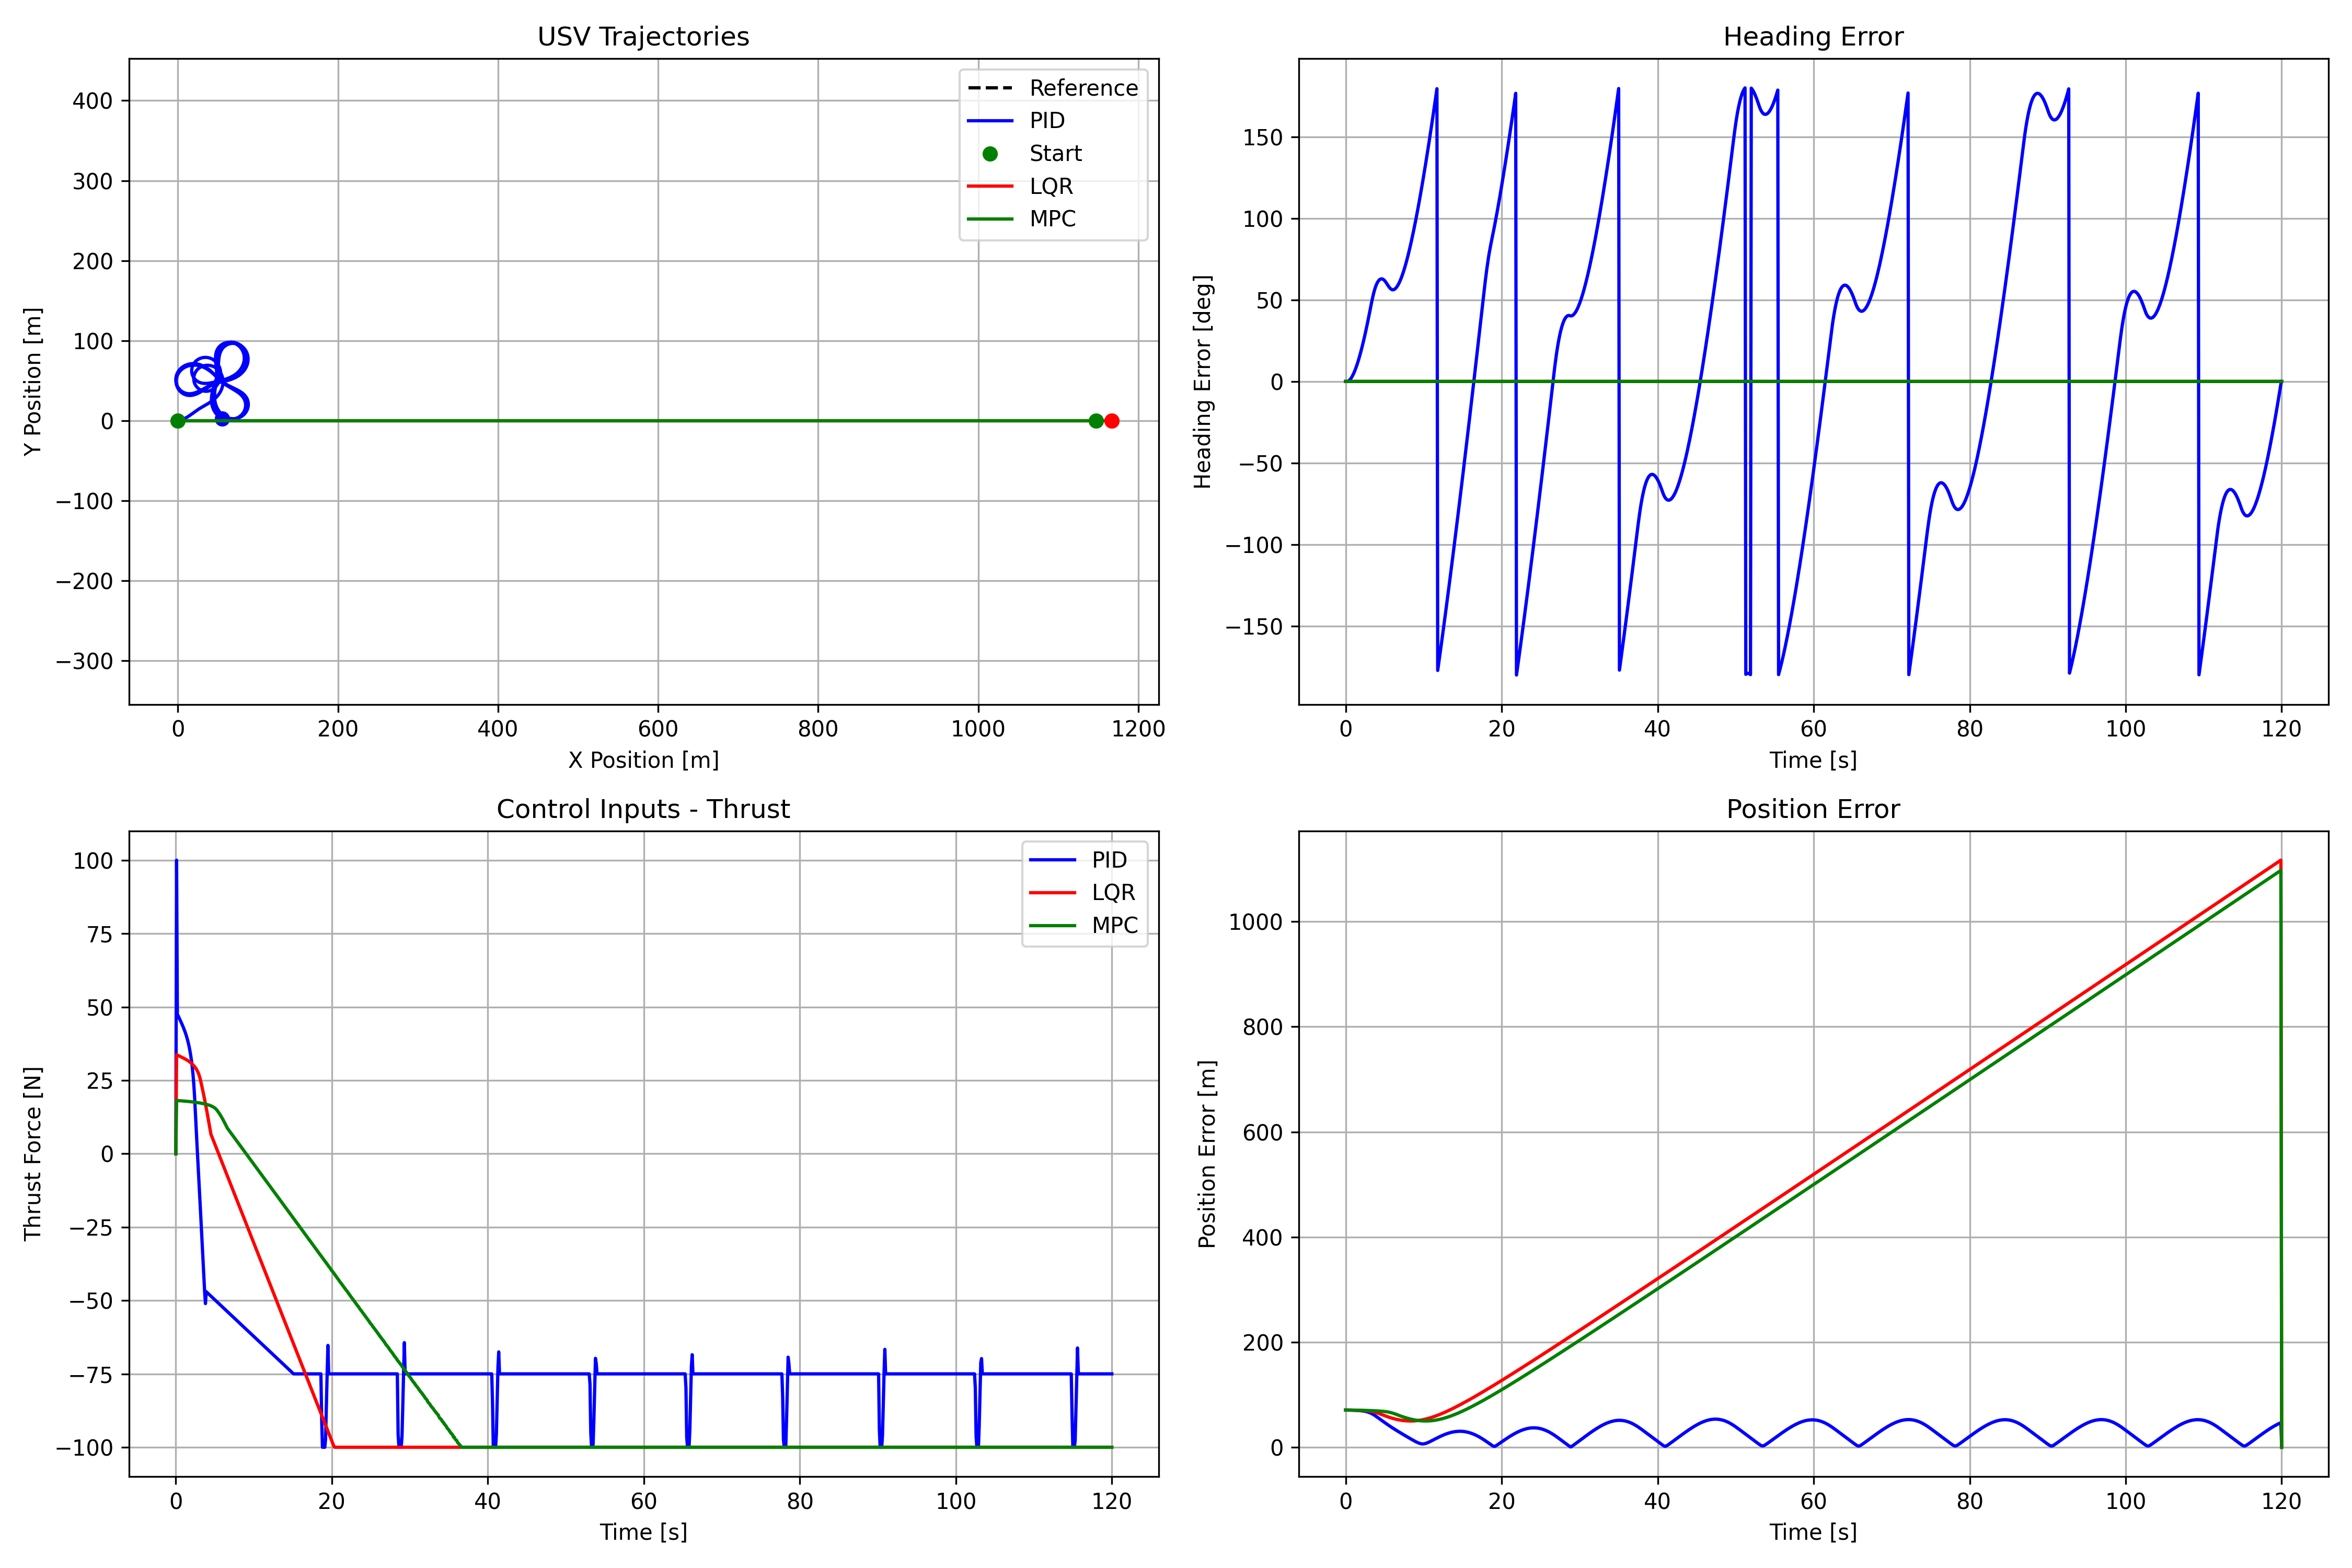 USV Trajectories
400
300
200
100
0
−100
−200
−300
Y Position [m]
Reference
PID
Start
LQR
MPC
0
200
400
600
800
1000
1200
X Position [m]
Heading Error
150
100
50
0
−50
−100
−150
Heading Error [deg]
0
20
40
60
80
100
120
Time [s]
Control Inputs - Thrust
100
75
50
25
0
−25
−50
−75
−100
Thrust Force [N]
PID
LQR
MPC
0
20
40
60
80
100
120
Time [s]
Position Error
1000
800
600
400
200
0
Position Error [m]
0
20
40
60
80
100
120
Time [s]